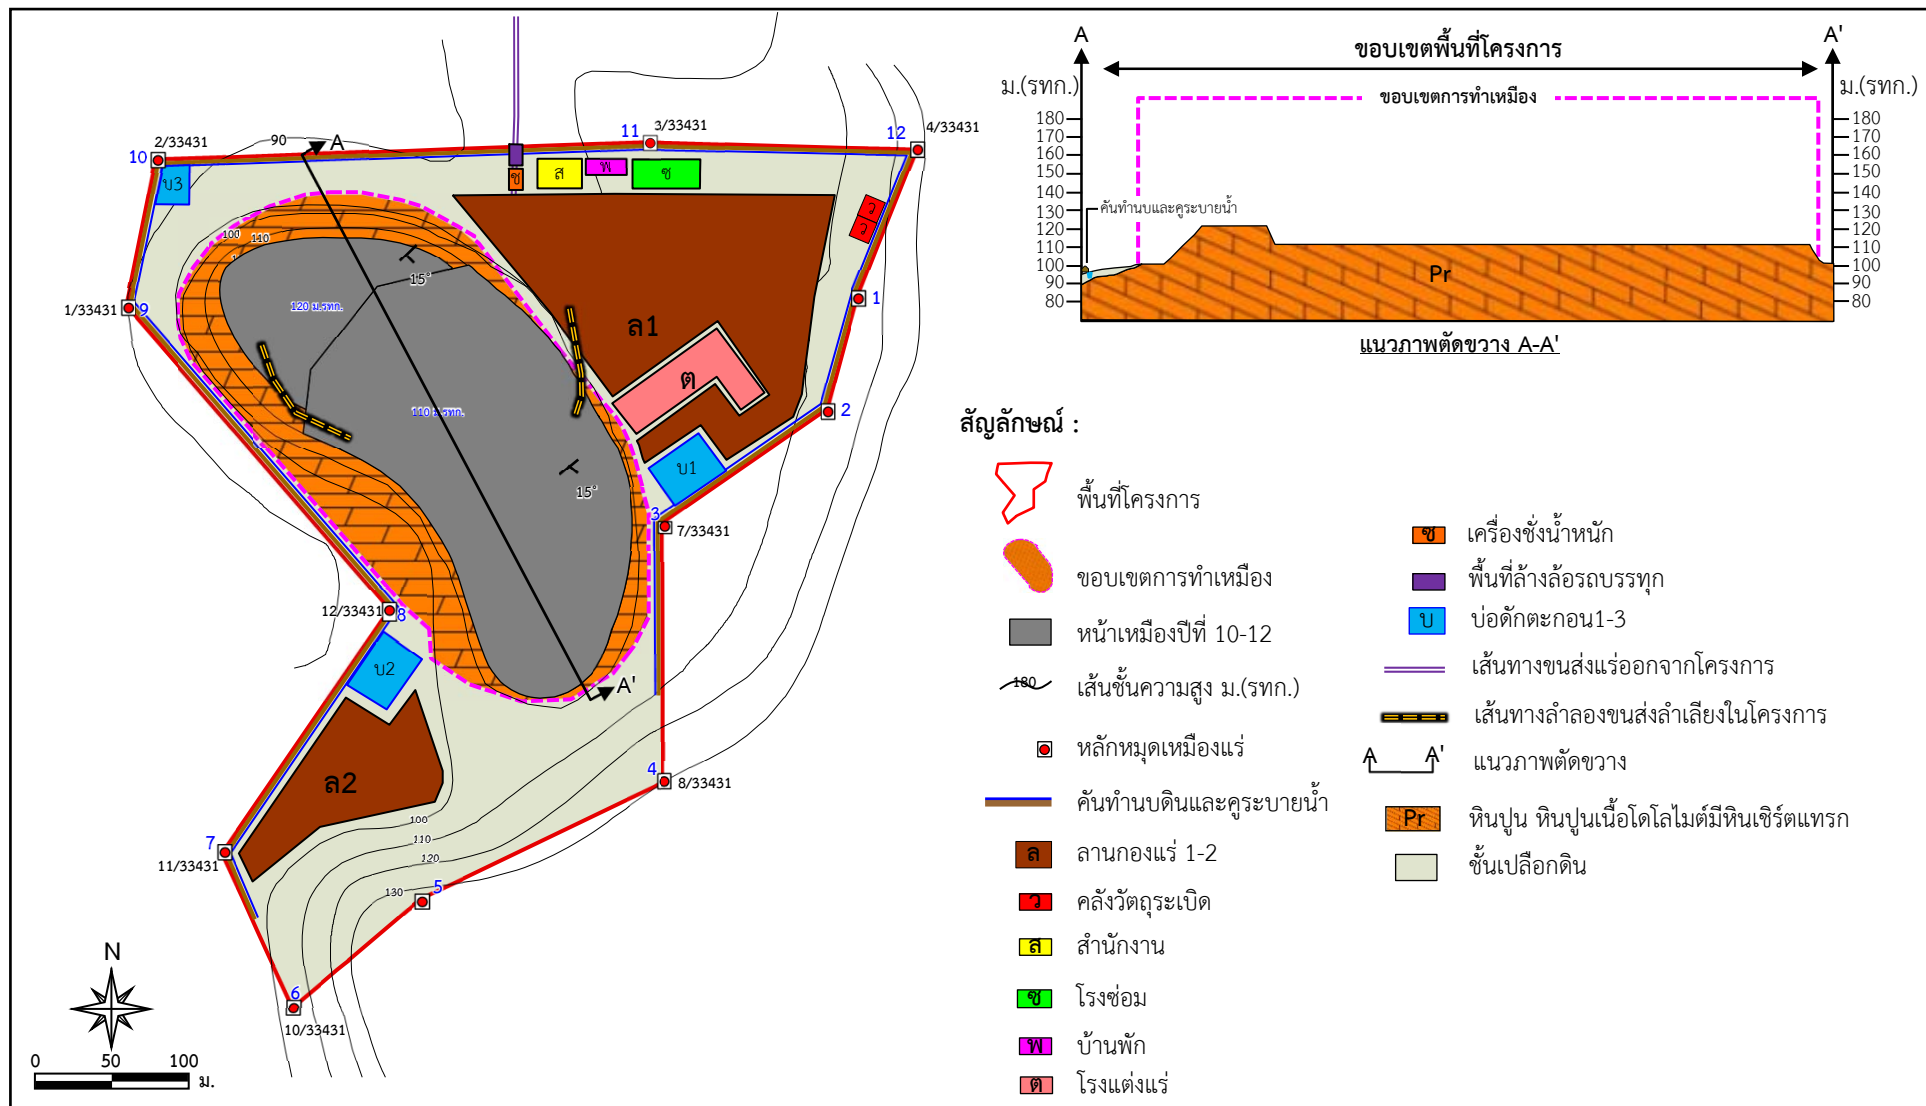 2/33431
10
90
A
11
3/33431
12
4/33431
บ3
ช
ส
พ
ซ
ว
ว
100
110
15°
120 ม.รทก.
1/33431
9
1
ล1
ต
110 ม.รทก.
2
บ1
15°
3
7/33431
12/33431
8
บ2
A'
4
8/33431
ล2
7
11/33431
100
110
120
130
5
6
10/33431
N
0 50 100
ม.
A
A'
ขอบเขตพื้นที่โครงการ
ม.(รทก.)
ม.(รทก.)
ขอบเขตการทำเหมือง
180
170
160
150
140
130
120
110
100
90
80
คันทำนบและคูระบายน้ำ
Pr
180
170
160
150
140
130
120
110
100
90
80
แนวภาพตัดขวาง A-A'
สัญลักษณ์ :
พื้นที่โครงการ
ขอบเขตการทำเหมือง
หน้าเหมืองปีที่ 10-12
180 เส้นชั้นความสูง ม.(รทก.)
หลักหมุดเหมืองแร่
คันทำนบดินและคูระบายน้ำ
ล ลานกองแร่ 1-2
ว คลังวัตถุระเบิด
ส สำนักงาน
ซ โรงซ่อม
พ บ้านพัก
ต โรงแต่งแร่
ช เครื่องชั่งน้ำหนัก
พื้นที่ล้างล้อรถบรรทุก
บ บ่อดักตะกอน1-3
เส้นทางขนส่งแร่ออกจากโครงการ
เส้นทางลำลองขนส่งลำเลียงในโครงการ
A A' แนวภาพตัดขวาง
Pr หินปูน หินปูนเนื้อโดโลไมต์มีหินเชิร์ตแทรก
ชั้นเปลือกดิน